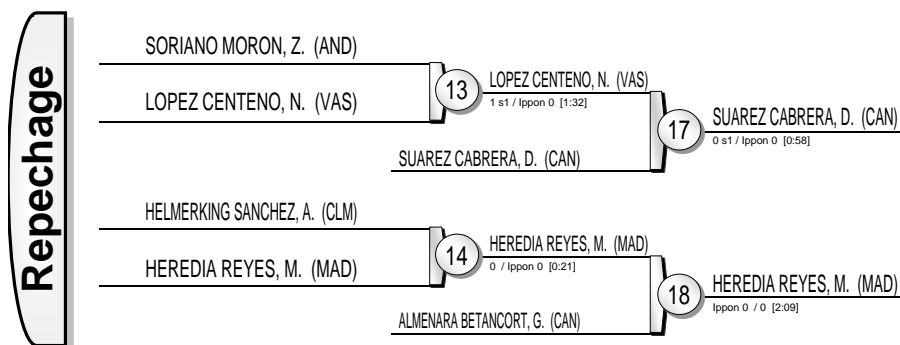 Repechage
SORIANO MORON, Z. (AND)
LOPEZ CENTENO, N. (VAS)
13
LOPEZ CENTENO, N. (VAS)
1 s1 / Ippon 0 [1:32]
SUAREZ CABRERA, D. (CAN)
17
SUAREZ CABRERA, D. (CAN)
0 s1 / Ippon 0 [0:58]
HELMERKING SANCHEZ, A. (CLM)
HEREDIA REYES, M. (MAD)
14
HEREDIA REYES, M. (MAD)
0 / Ippon 0 [0:21]
ALMENARA BETANCORT, G. (CAN)
18
HEREDIA REYES, M. (MAD)
Ippon 0 / 0 [2:09]